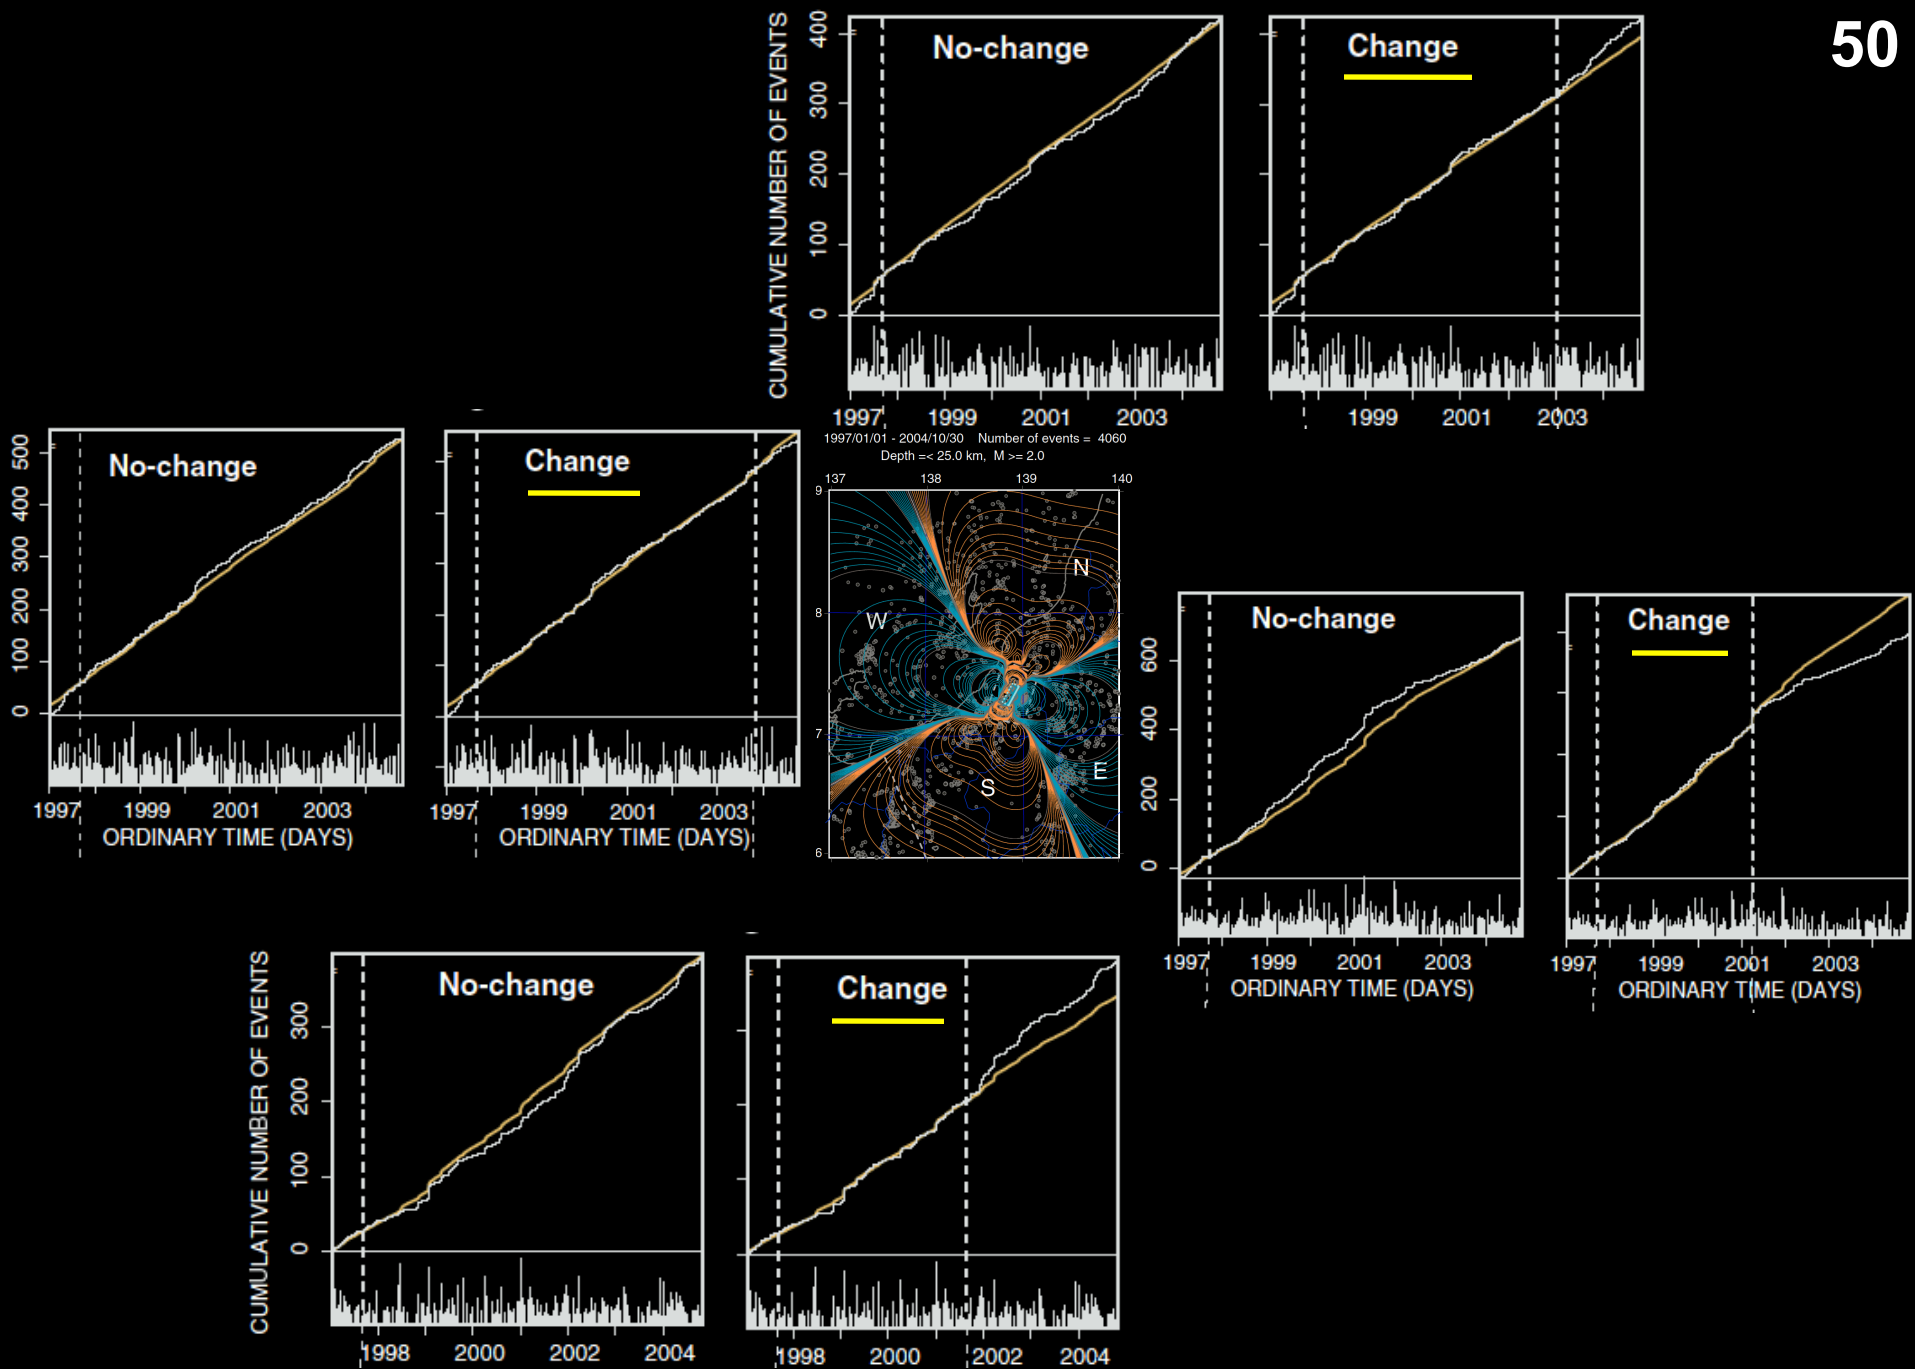 50
CUMULATIVE NUMBER OF EVENTS
400
300
200
100
0
No-change
1997
1999
2001
2003
Change
1999
2001
2003
500
400
300
200
100
0
No-change
1997
1999
2001
2003
ORDINARY TIME (DAYS)
Change
1997
1999
2001
2003
ORDINARY TIME (DAYS)
1997/01/01 - 2004/10/30 Number of events = 4060
Depth =< 25.0 km, M >= 2.0
137
138
139
140
9
8
7
6
N
W
E
S
600
400
200
0
No-change
1997
1999
2001
2003
ORDINARY TIME (DAYS)
Change
1997
1999
2001
2003
ORDINARY TIME (DAYS)
CUMULATIVE NUMBER OF EVENTS
300
200
100
0
No-change
1998
2000
2002
2004
Change
1998
2000
2002
2004